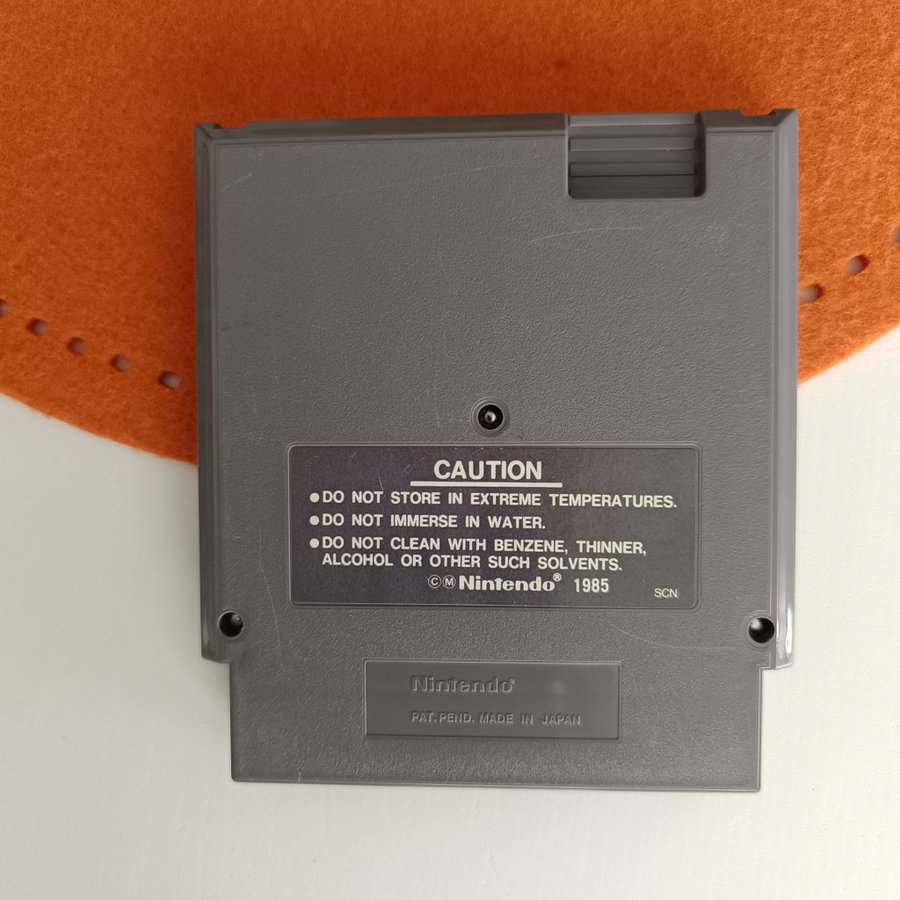 CAUTION
●DO NOT STORE IN EXTREME TEMPERATURES.
●DO NOT IMMERSE IN WATER.
●DO NOT CLEAN WITH BENZENE, THINNER,
ALCOHOL OR OTHER SUCH SOLVENTS.
ⒸⓂNintendo® 1985
SCN
Nintendo®
PAT. PEND. MADE IN JAPAN